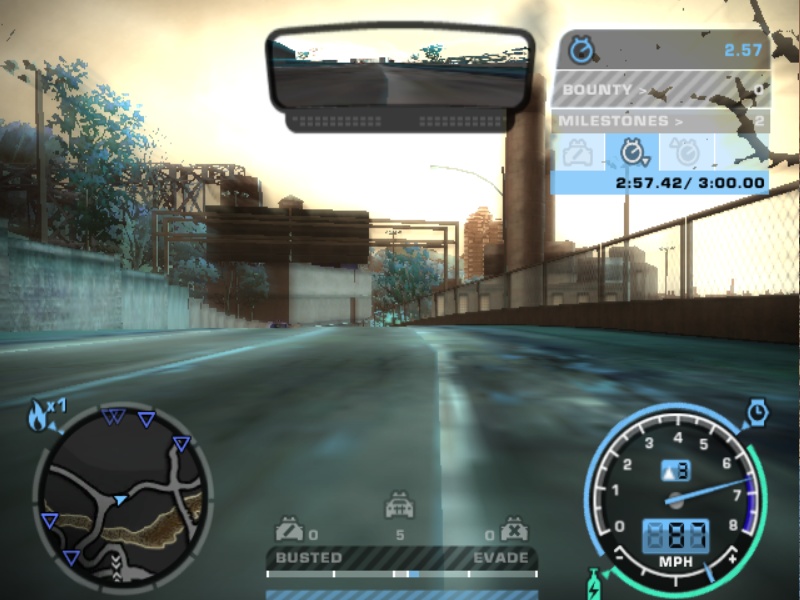 2.57
BOUNTY > 0
MILESTONES > 2
2:57.42/ 3:00.00
x1
0 5 0
BUSTED EVADE
0 1 2 3 4 5 6 7 8
3
87
MPH
- +